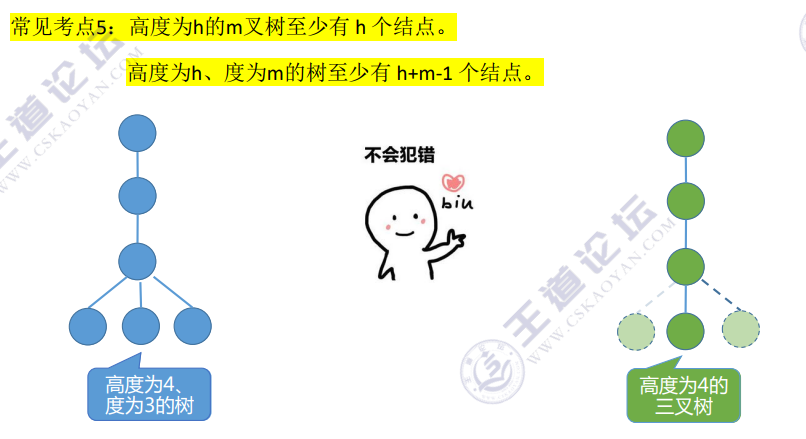 常见考点5：高度为h的m叉树至少有 h 个结点。
高度为h、度为m的树至少有 h+m-1 个结点。
不会犯错
biu
高度为4、
度为3的树
高度为4的
三叉树
王道论坛
WWW.CSKAOYAN.COM
王道论坛
WWW.CSKAOYAN.COM